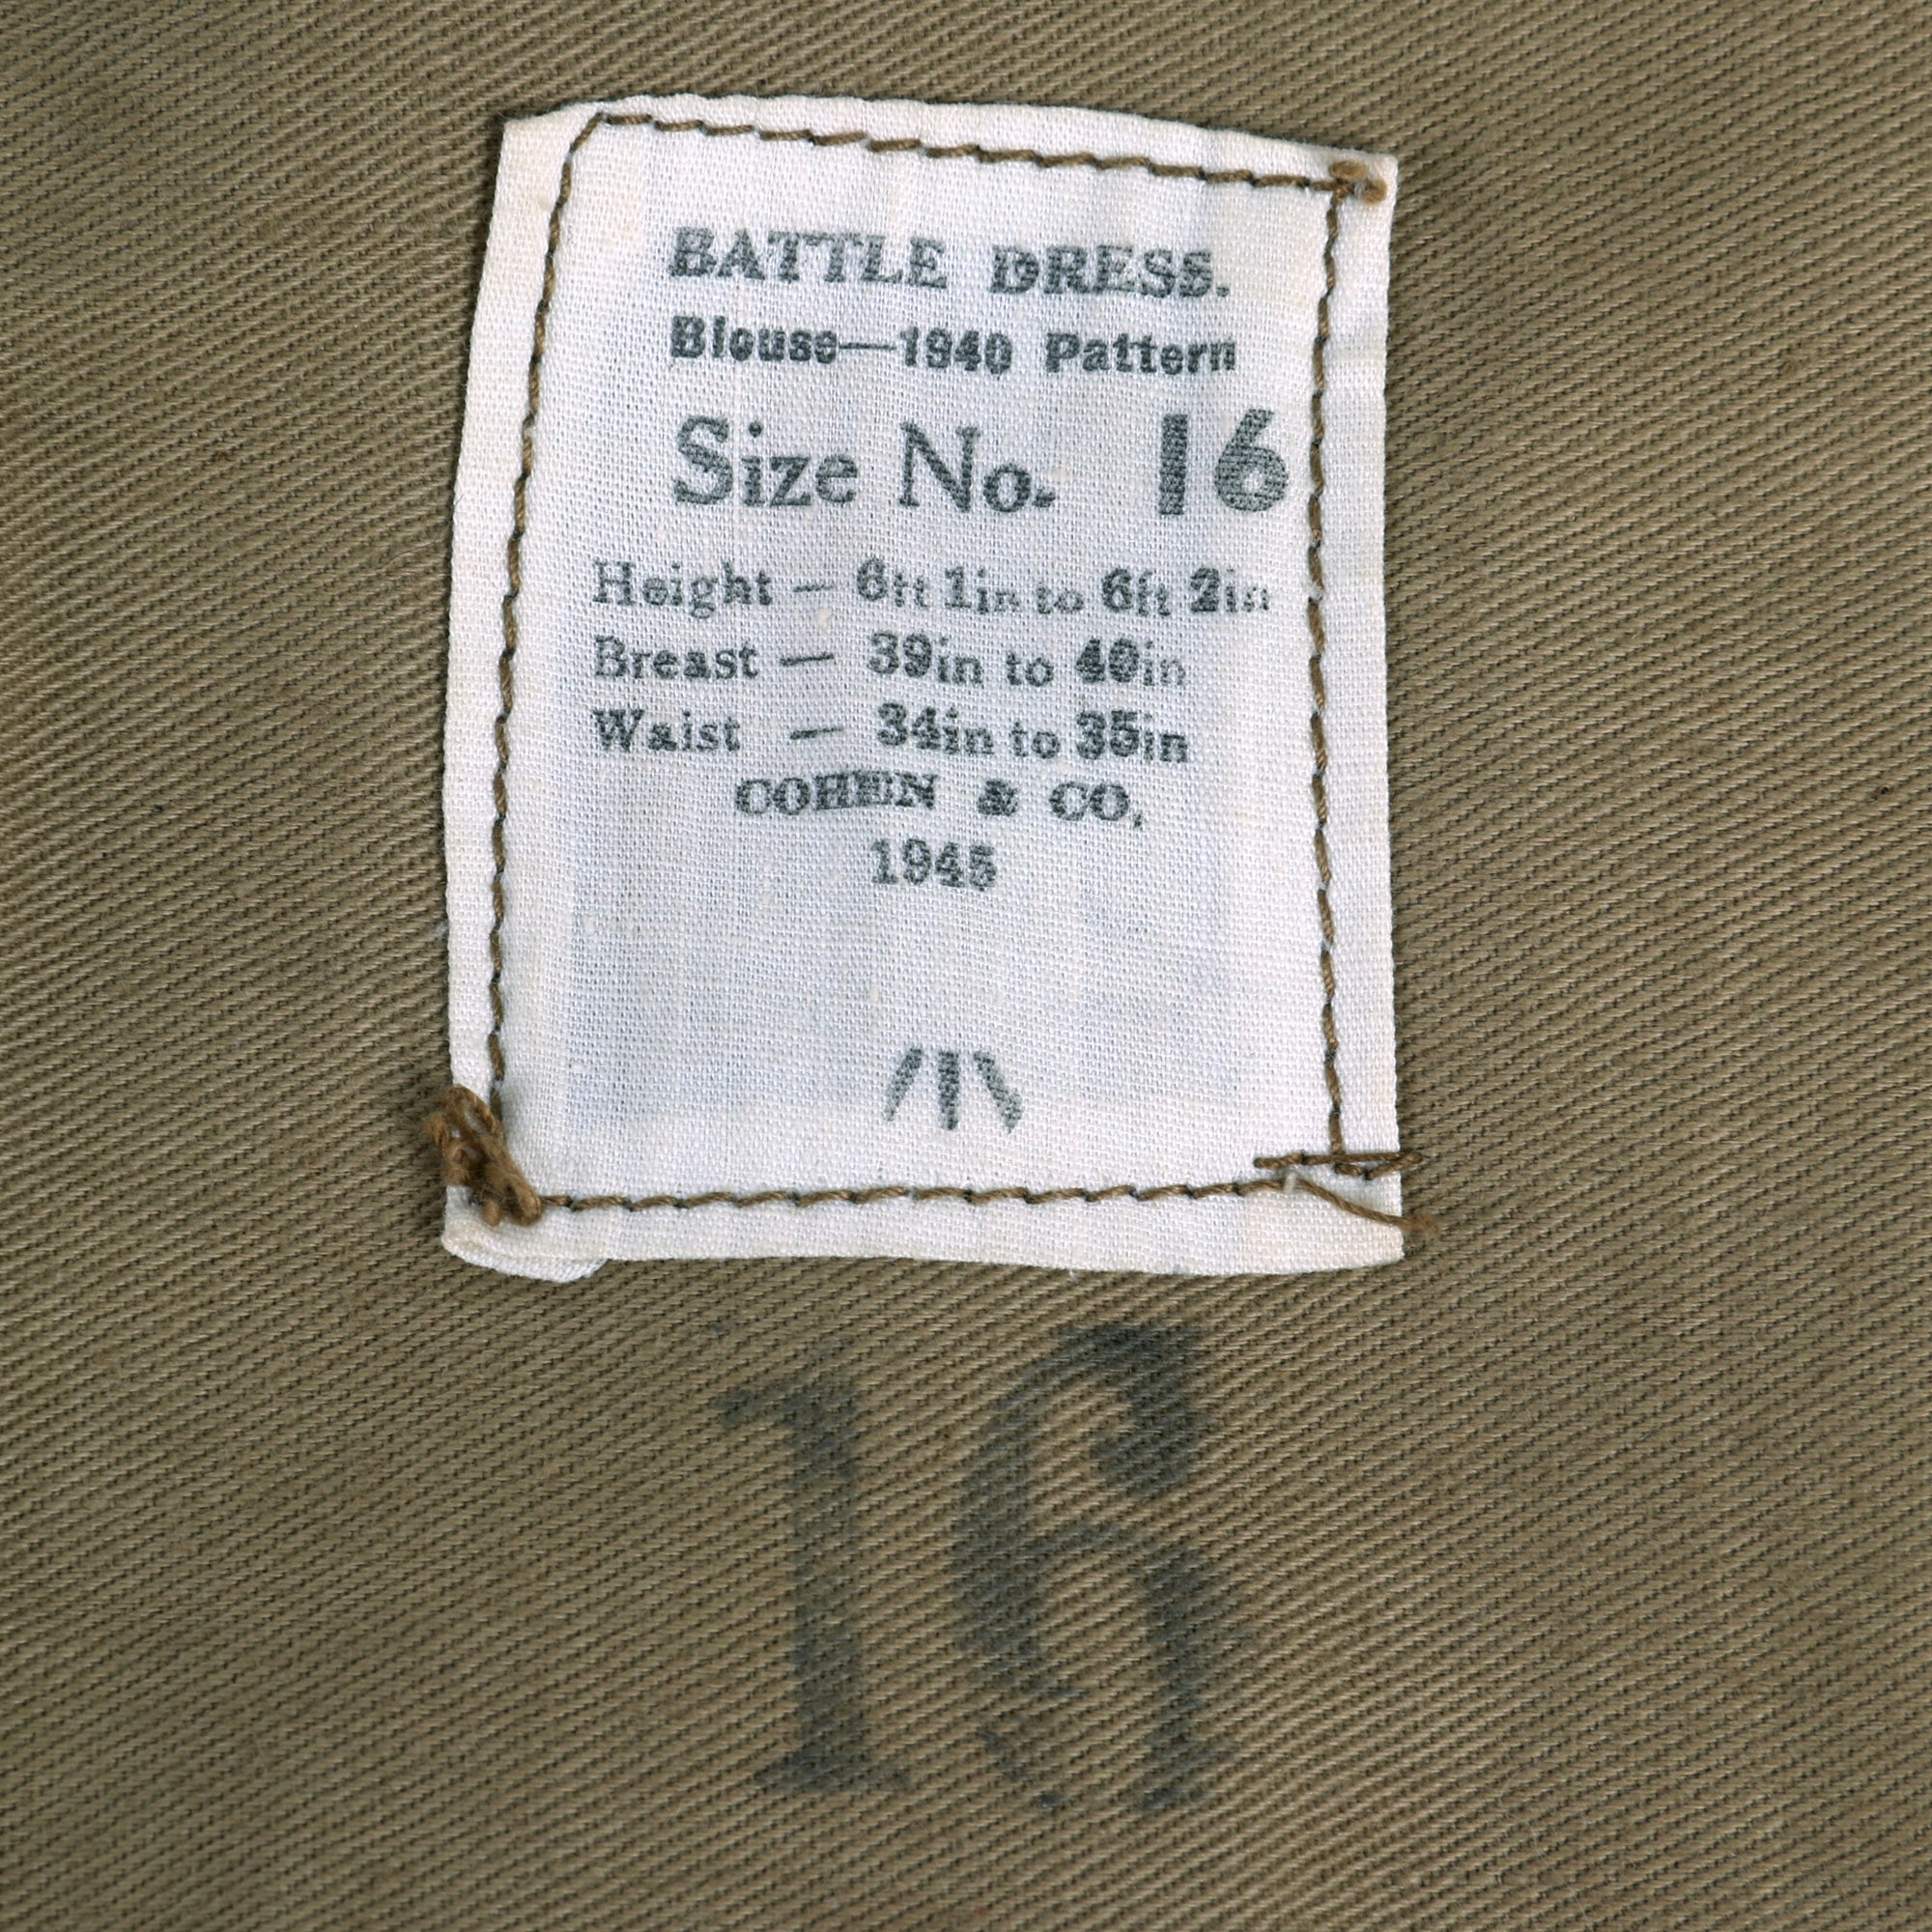 BATTLE DRESS.
Blouse—1940 Pattern
Size No. 16
Height — 6ft 1in to 6ft 2in
Breast — 39in to 40in
Waist — 34in to 35in
COHEN & CO,
1945
16